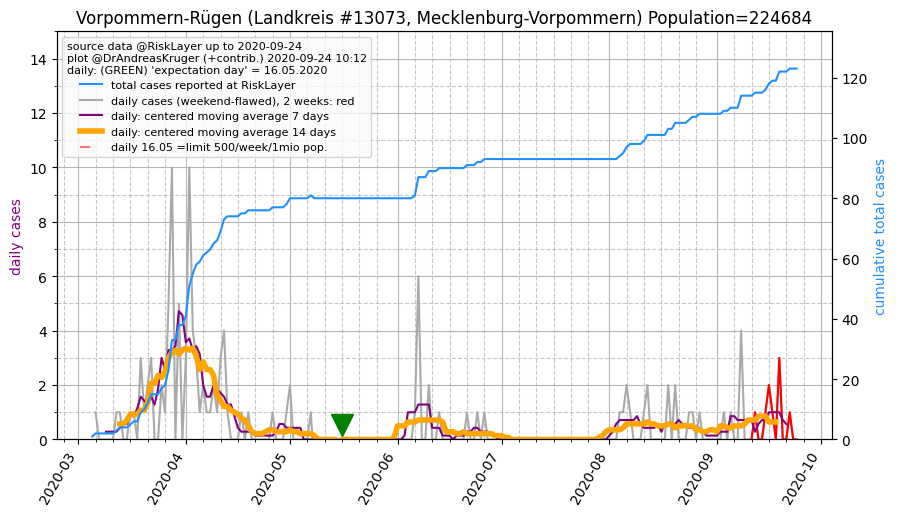 Vorpommern-Rügen (Landkreis #13073, Mecklenburg-Vorpommern) Population=224684
source data @RiskLayer up to 2020-09-24
plot @DrAndreasKruger (+contrib.) 2020-09-24 10:12
daily: (GREEN) 'expectation day' = 16.05.2020
total cases reported at RiskLayer
daily cases (weekend-flawed), 2 weeks: red
daily: centered moving average 7 days
daily: centered moving average 14 days
daily 16.05 =limit 500/week/1mio pop.
daily cases
14
12
10
8
6
4
2
0
cumulative total cases
120
100
80
60
40
20
0
2020-03
2020-04
2020-05
2020-06
2020-07
2020-08
2020-09
2020-10